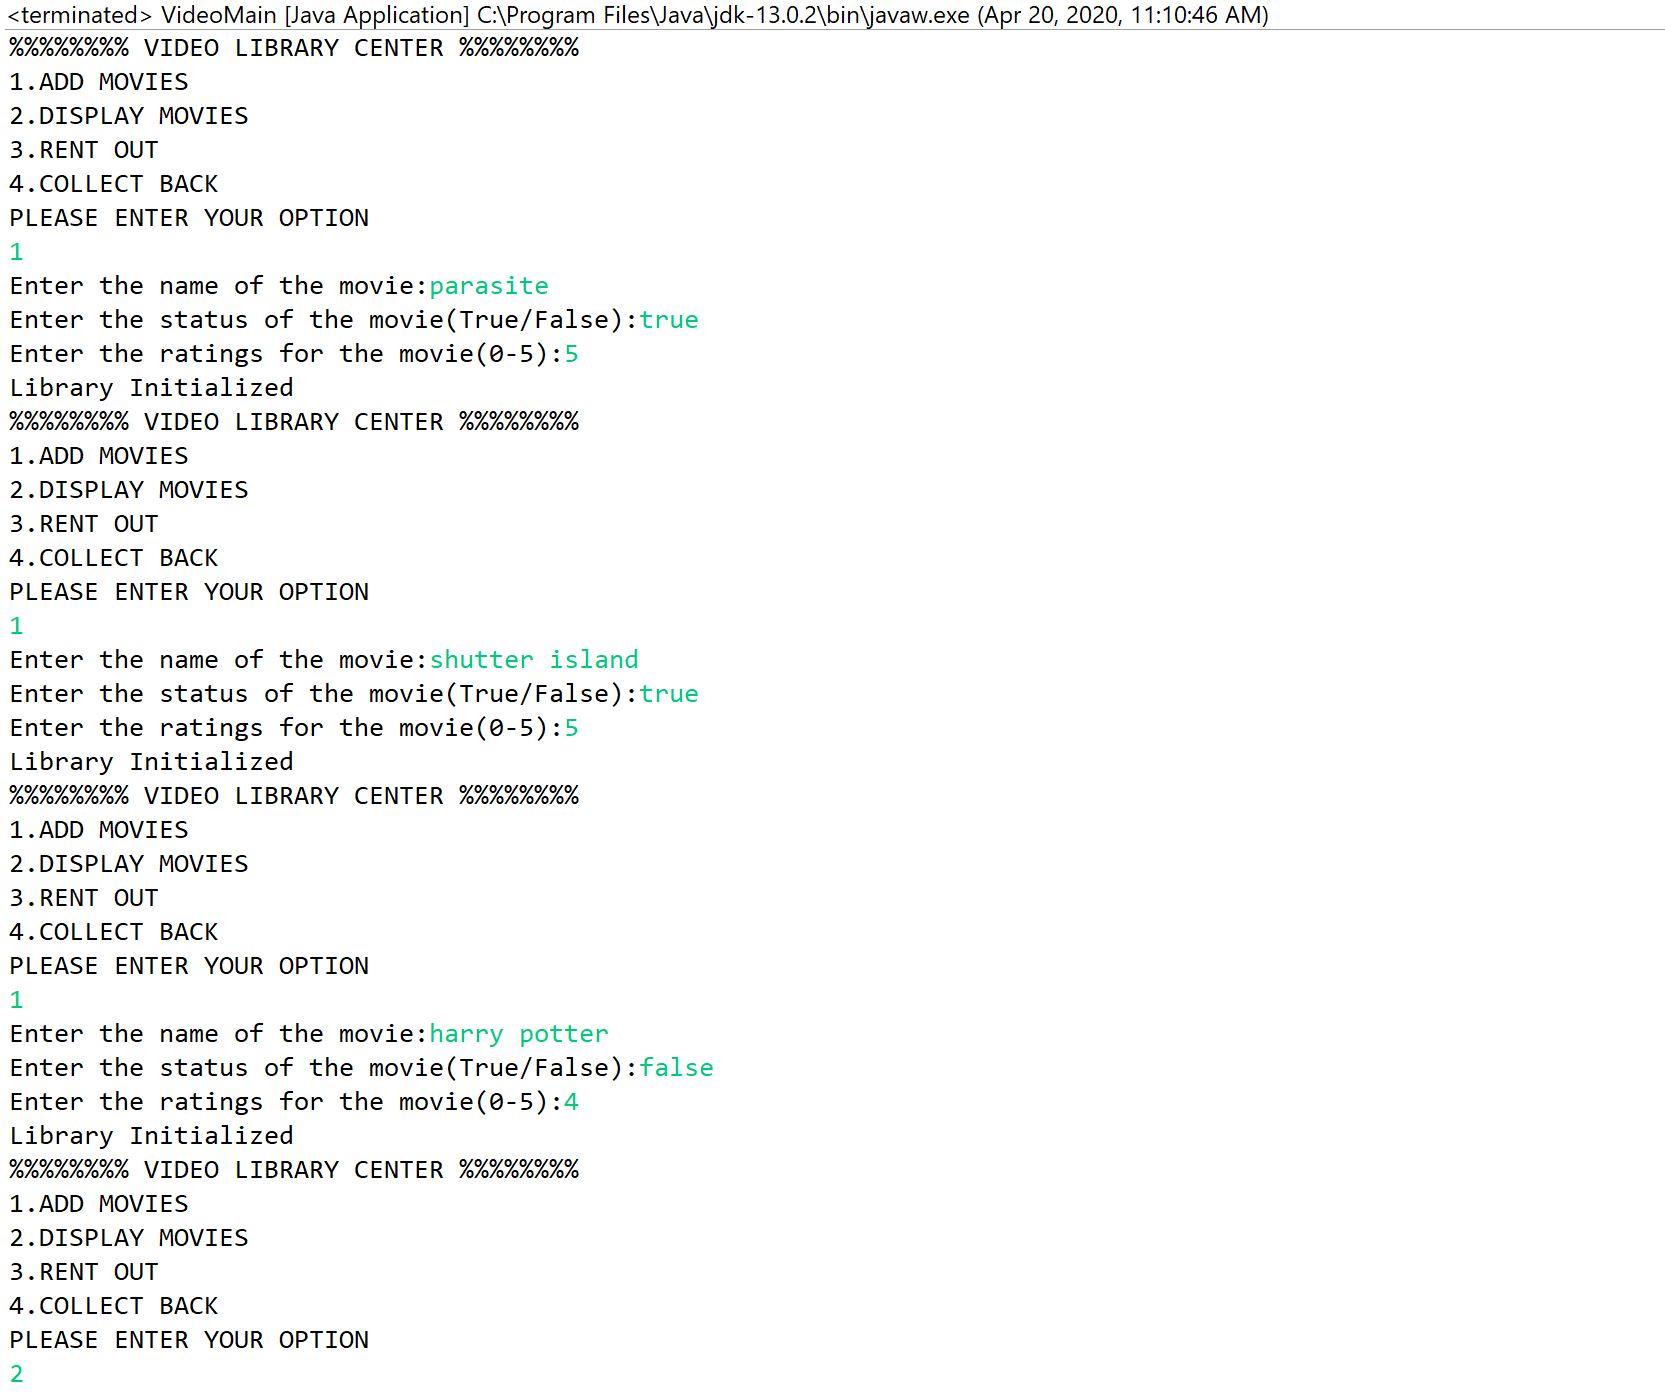 <terminated> VideoMain [Java Application] C:\Program Files\Java\jdk-13.0.2\bin\javaw.exe (Apr 20, 2020, 11:10:46 AM)
%%%%%%%% VIDEO LIBRARY CENTER %%%%%%%%
1.ADD MOVIES
2.DISPLAY MOVIES
3.RENT OUT
4.COLLECT BACK
PLEASE ENTER YOUR OPTION
1
Enter the name of the movie:parasite
Enter the status of the movie(True/False):true
Enter the ratings for the movie(0-5):5
Library Initialized
%%%%%%%% VIDEO LIBRARY CENTER %%%%%%%%
1.ADD MOVIES
2.DISPLAY MOVIES
3.RENT OUT
4.COLLECT BACK
PLEASE ENTER YOUR OPTION
1
Enter the name of the movie:shutter island
Enter the status of the movie(True/False):true
Enter the ratings for the movie(0-5):5
Library Initialized
%%%%%%%% VIDEO LIBRARY CENTER %%%%%%%%
1.ADD MOVIES
2.DISPLAY MOVIES
3.RENT OUT
4.COLLECT BACK
PLEASE ENTER YOUR OPTION
1
Enter the name of the movie:harry potter
Enter the status of the movie(True/False):false
Enter the ratings for the movie(0-5):4
Library Initialized
%%%%%%%% VIDEO LIBRARY CENTER %%%%%%%%
1.ADD MOVIES
2.DISPLAY MOVIES
3.RENT OUT
4.COLLECT BACK
PLEASE ENTER YOUR OPTION
2